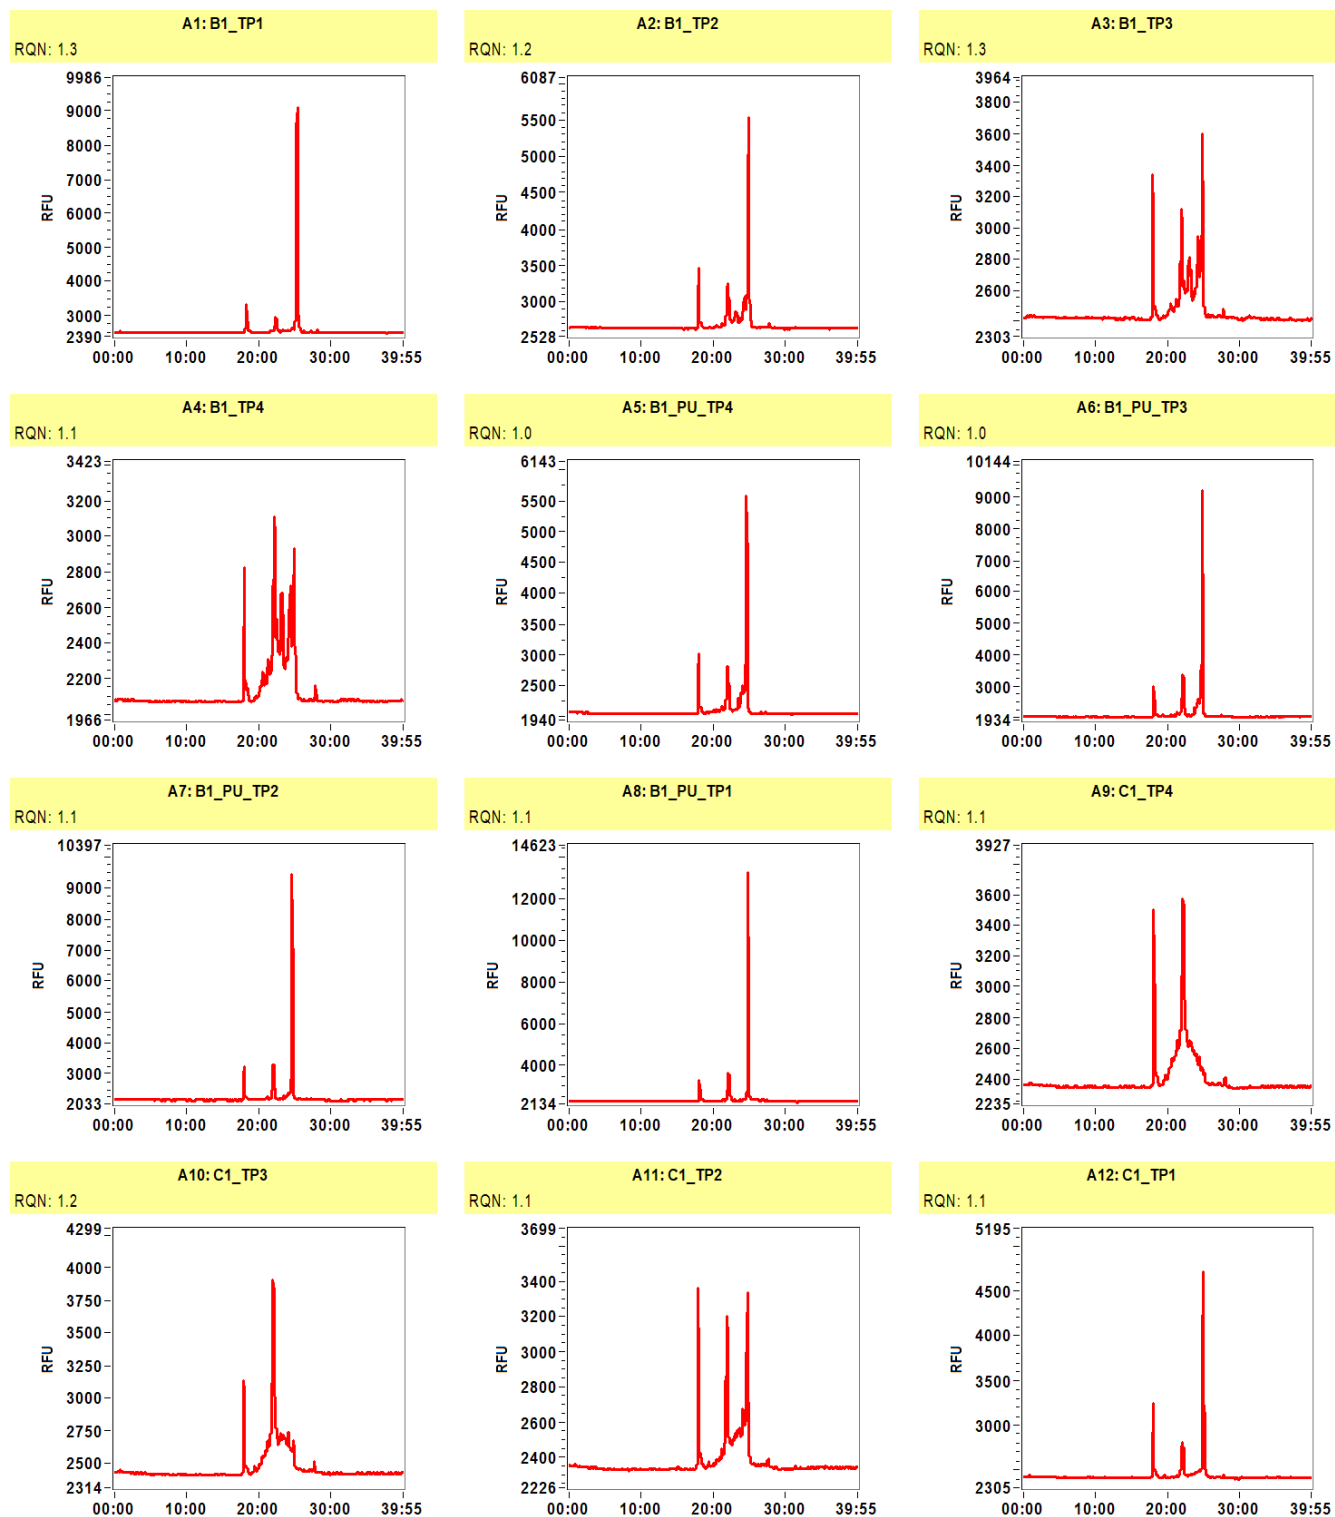 A1: B1_TP1
RQN: 1.3
9986
9000
8000
7000
6000
5000
4000
3000
2390
RFU
00:00 10:00 20:00 30:00 39:55
A2: B1_TP2
RQN: 1.2
6087
5500
5000
4500
4000
3500
3000
2528
RFU
00:00 10:00 20:00 30:00 39:55
A3: B1_TP3
RQN: 1.3
3964
3800
3600
3400
3200
3000
2800
2600
2303
RFU
00:00 10:00 20:00 30:00 39:55
A4: B1_TP4
RQN: 1.1
3423
3200
3000
2800
2600
2400
2200
1966
RFU
00:00 10:00 20:00 30:00 39:55
A5: B1_PU_TP4
RQN: 1.0
6143
5500
5000
4500
4000
3500
3000
2500
1940
RFU
00:00 10:00 20:00 30:00 39:55
A6: B1_PU_TP3
RQN: 1.0
10144
9000
8000
7000
6000
5000
4000
3000
1934
RFU
00:00 10:00 20:00 30:00 39:55
A7: B1_PU_TP2
RQN: 1.1
10397
9000
8000
7000
6000
5000
4000
3000
2033
RFU
00:00 10:00 20:00 30:00 39:55
A8: B1_PU_TP1
RQN: 1.1
14623
12000
10000
8000
6000
4000
2134
RFU
00:00 10:00 20:00 30:00 39:55
A9: C1_TP4
RQN: 1.1
3927
3600
3400
3200
3000
2800
2600
2400
2235
RFU
00:00 10:00 20:00 30:00 39:55
A10: C1_TP3
RQN: 1.2
4299
4000
3750
3500
3250
3000
2750
2500
2314
RFU
00:00 10:00 20:00 30:00 39:55
A11: C1_TP2
RQN: 1.1
3699
3400
3200
3000
2800
2600
2400
2226
RFU
00:00 10:00 20:00 30:00 39:55
A12: C1_TP1
RQN: 1.1
5195
4500
4000
3500
3000
2305
RFU
00:00 10:00 20:00 30:00 39:55